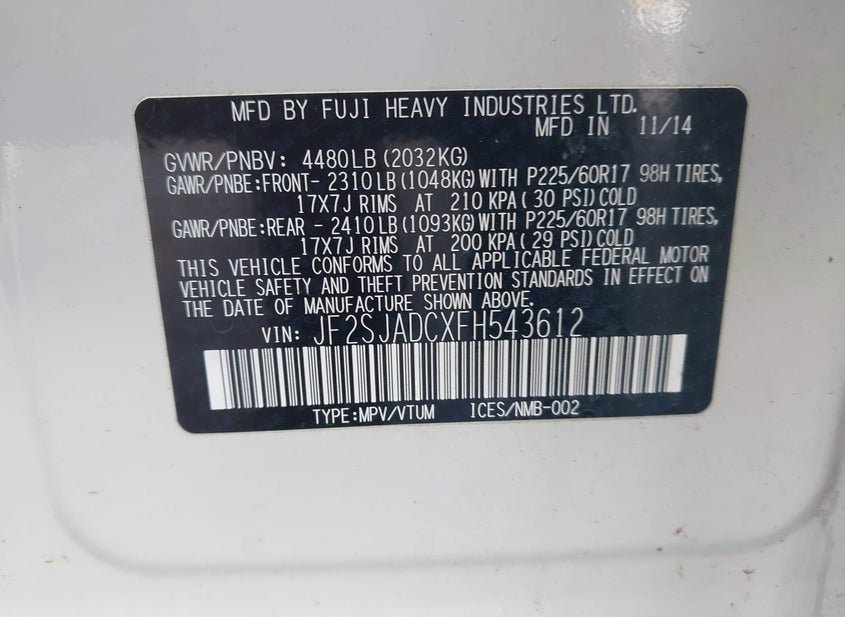 MFD BY FUJI HEAVY INDUSTRIES LTD.
MFD IN 11/14
GVWR/PNBV: 4480LB (2032KG)
GAWR/PNBE:FRONT- 2310LB (1048KG) WITH P225/60R17 98H TIRES,
17X7J RIMS AT 210 KPA ( 30 PSI) COLD
GAWR/PNBE:REAR - 2410LB (1093KG) WITH P225/60R17 98H TIRES,
17X7J RIMS AT 200 KPA ( 29 PSI) COLD
THIS VEHICLE CONFORMS TO ALL APPLICABLE FEDERAL MOTOR
VEHICLE SAFETY AND THEFT PREVENTION STANDARDS IN EFFECT ON
THE DATE OF MANUFACTURE SHOWN ABOVE.
VIN: JF2SJADCXFH543612
TYPE:MPV/VTUM ICES/NMB-002